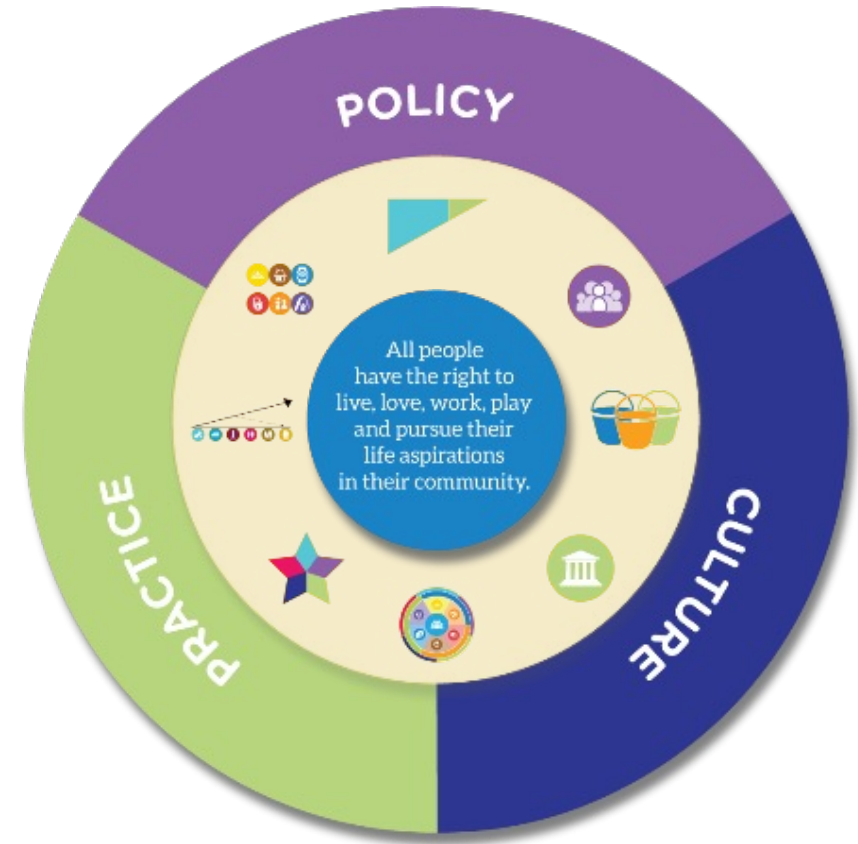 POLICY
All people
have the right to
live, love, work, play
and pursue their
life aspirations
in their community.
PRACTICE
CULTURE